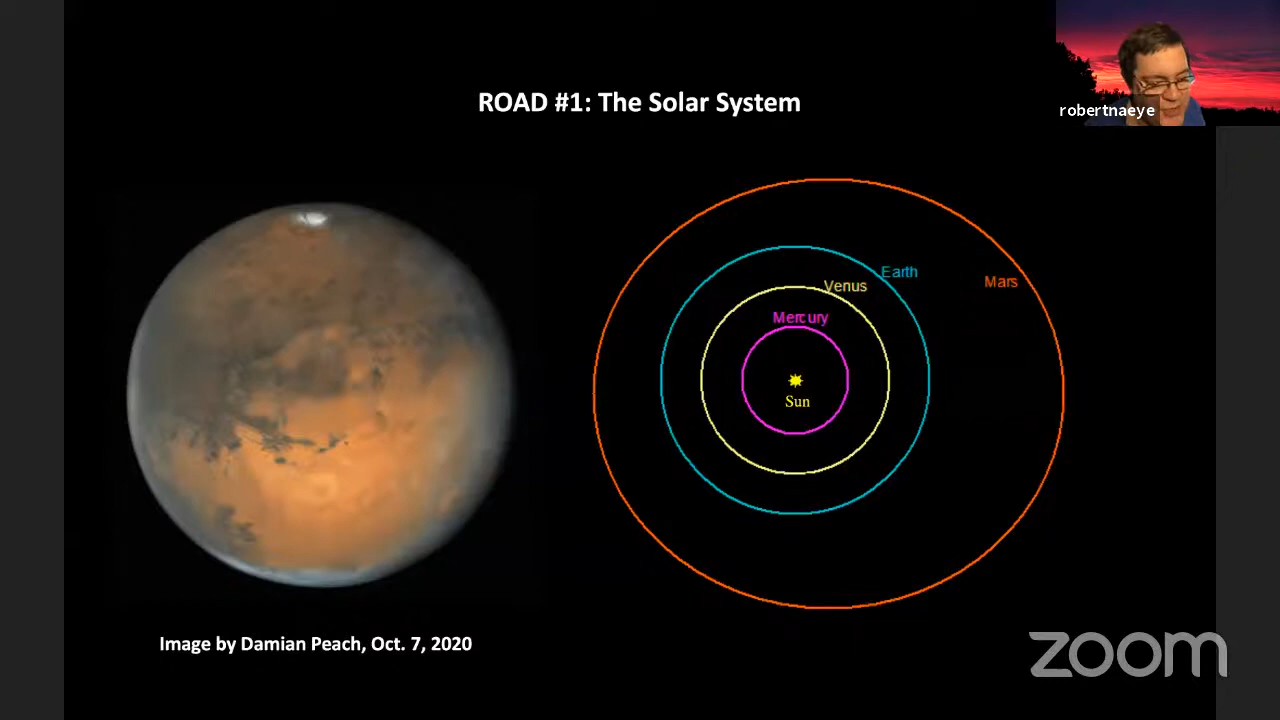 ROAD #1: The Solar System
robertnaeye
Earth
Mars
Venus
Mercury
Sun
Image by Damian Peach, Oct. 7, 2020
zoom